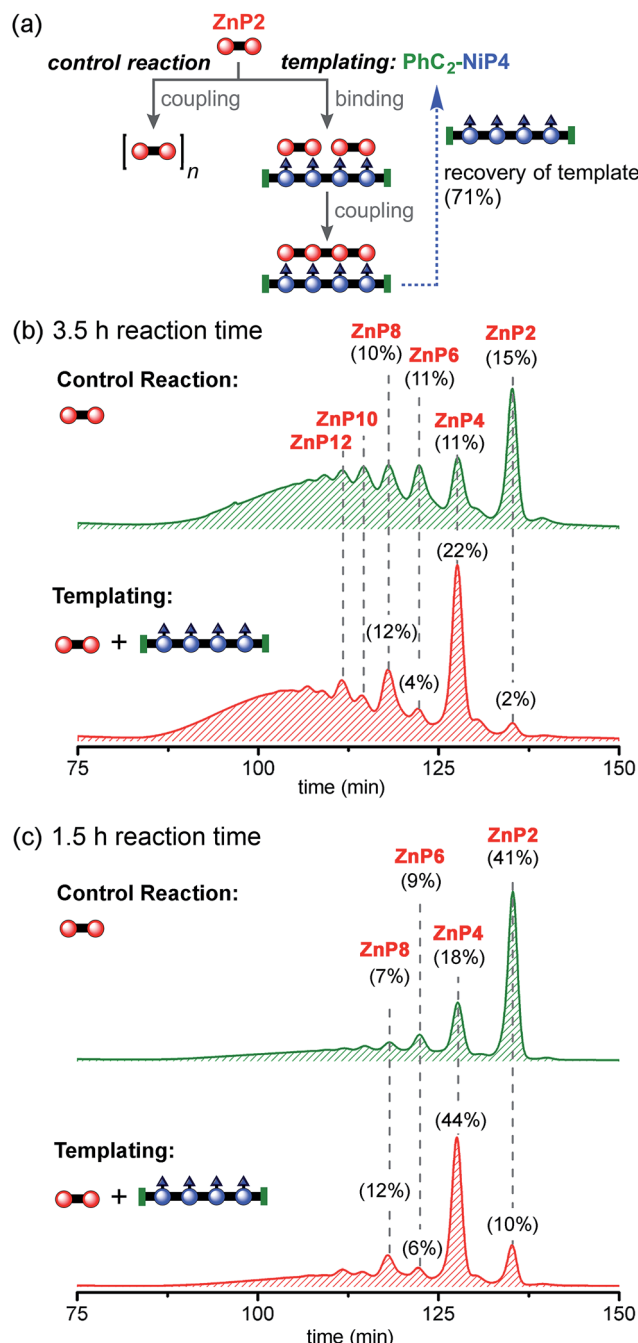 (a)
ZnP2
control reaction
templating: PhC₂-NiP4
coupling
binding
n
recovery of template
(71%)
coupling
(b) 3.5 h reaction time
Control Reaction:
ZnP12
ZnP10
ZnP8
(10%)
ZnP6
(11%)
ZnP4
(11%)
ZnP2
(15%)
Templating:
+
(12%)
(4%)
(22%)
(2%)
75 100 125 150
time (min)
(c) 1.5 h reaction time
Control Reaction:
ZnP8
(7%)
ZnP6
(9%)
ZnP4
(18%)
ZnP2
(41%)
Templating:
+
(12%)
(6%)
(44%)
(10%)
75 100 125 150
time (min)